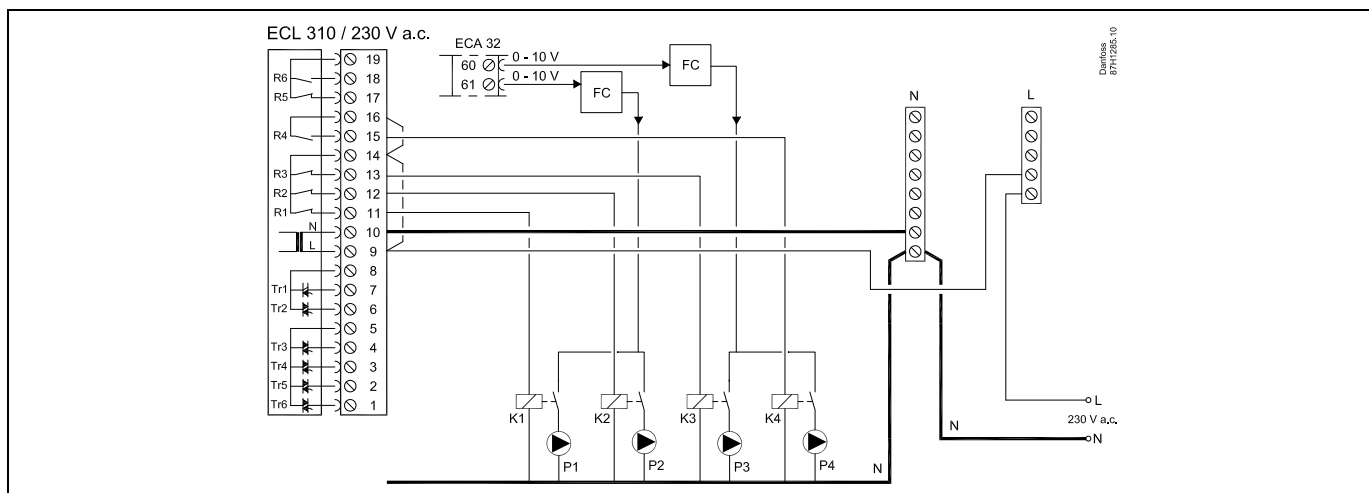 ECL 310 / 230 V a.c.
ECA 32
60
0 - 10 V
61
0 - 10 V
FC
FC
Danfoss
87H1285.10
N
L
R6
R5
R4
R3
R2
R1
N
L
Tr1
Tr2
Tr3
Tr4
Tr5
Tr6
19
18
17
16
15
14
13
12
11
10
9
8
7
6
5
4
3
2
1
K1
K2
K3
K4
P1
P2
P3
P4
N
N
L
230 V a.c.
N